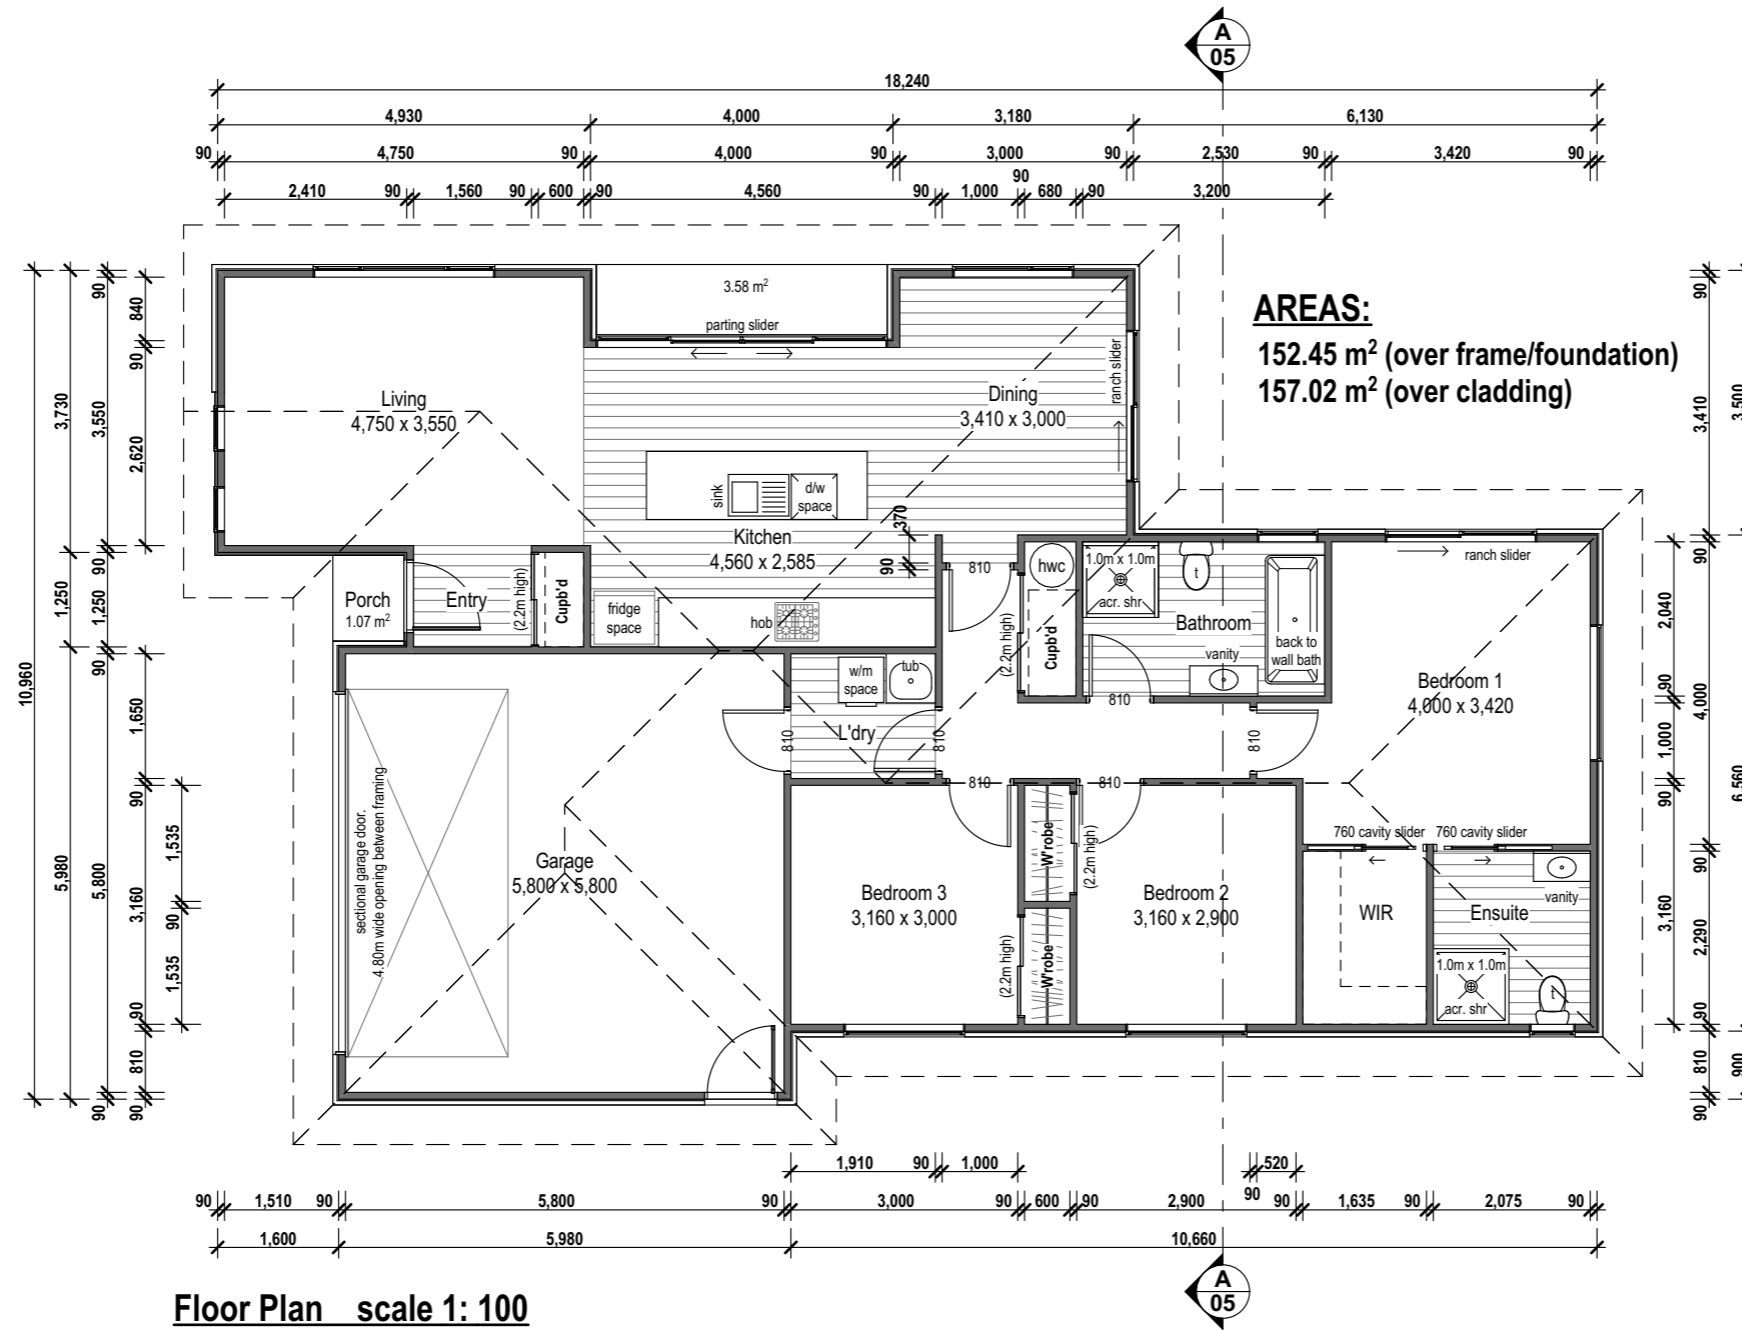 A
05
18,240
4,930 4,000 3,180 6,130
90 4,750 90 4,000 90 3,000 90 2,530 90 3,420 90
90
2,410 90 1,560 90 600 90 4,560 90 1,000 680 90 3,200
3.58 m²
parting slider
ranch slider
AREAS:
152.45 m² (over frame/foundation)
157.02 m² (over cladding)
Living
4,750 x 3,550
Dining
3,410 x 3,000
sink
d/w
space
370
90
Kitchen
4,560 x 2,585
810
hwc
1.0m x 1.0m
acr. shr
t
ranch slider
Porch
1.07 m²
Entry
(2.2m high)
Cupb'd
fridge
space
hob
(2.2m high)
Cupb'd
Bathroom
vanity
back to
wall bath
810
w/m
space
tub
L'dry
810
810
810
810
810
Bedroom 1
4,000 x 3,420
760 cavity slider 760 cavity slider
sectional garage door.
4.80m wide opening between framing
Garage
5,800 x 5,800
Bedroom 3
3,160 x 3,000
W'robe
(2.2m high)
W'robe
(2.2m high)
Bedroom 2
3,160 x 2,900
WIR
Ensuite
vanity
1.0m x 1.0m
acr. shr
t
10,960
3,730
1,250
5,980
90
3,550
90
1,250
90
5,800
90
840
90
2,620
1,650
90
3,160
90
810
90
1,535
90
1,535
2,040
90
1,000
90
3,160
90
3,410
90
4,000
90
2,290
90
810
90
3,500
6,560
900
1,910 90 1,000 520
90
90 1,510 90 5,800 90 3,000 90 600 90 2,900 90 1,635 90 2,075 90
1,600 5,980 10,660
A
05
Floor Plan scale 1: 100